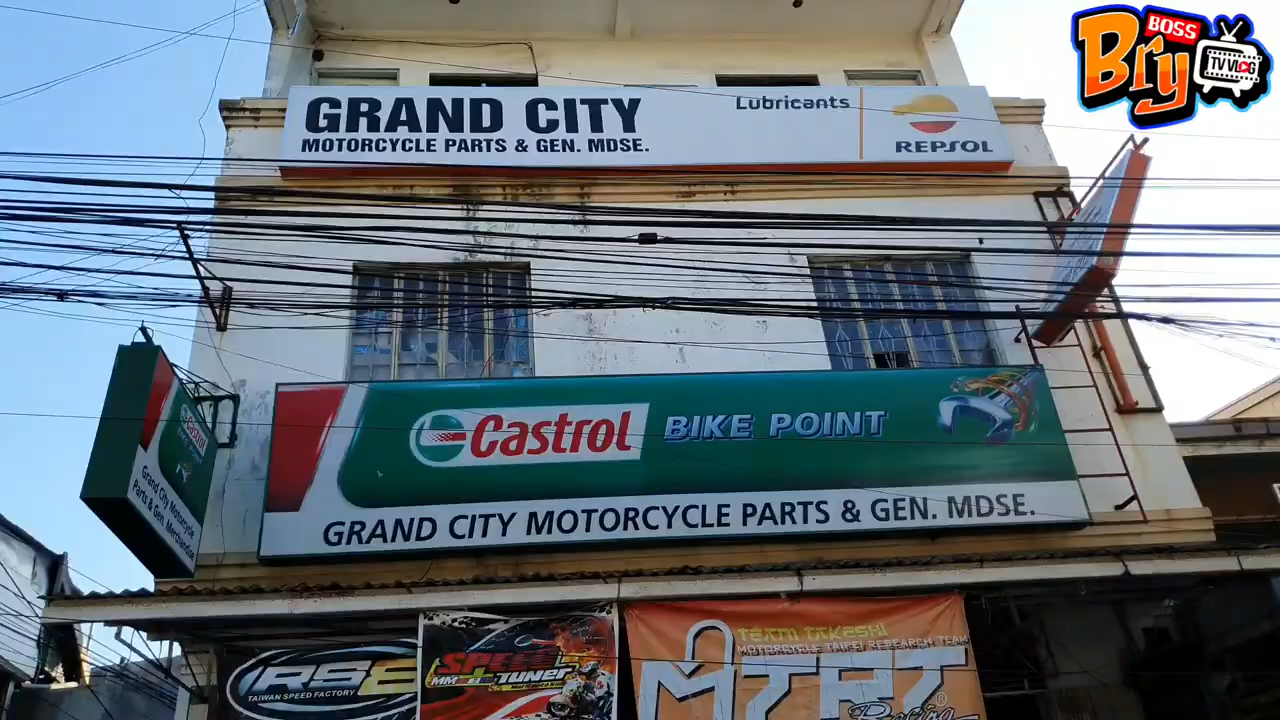 BOSS
Bry
TV VLOG
GRAND CITY
MOTORCYCLE PARTS & GEN. MDSE.
Lubricants
REPSOL
Castrol
BIKE POINT
GRAND CITY MOTORCYCLE PARTS & GEN. MDSE.
Castrol
Grand City Motorcycle
Parts & Gen. Merchandise
RS8
TAIWAN SPEED FACTORY
SPEED
TUNER
TEAM TAKESHI
MOTORCYCLE TAIPE RESEARCH TEAM
MTRT
Racing